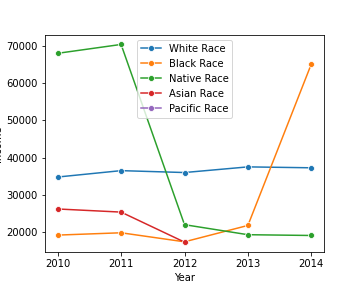 White Race
Black Race
Native Race
Asian Race
Pacific Race
70000
60000
50000
40000
30000
20000
2010
2011
2012
2013
2014
Year